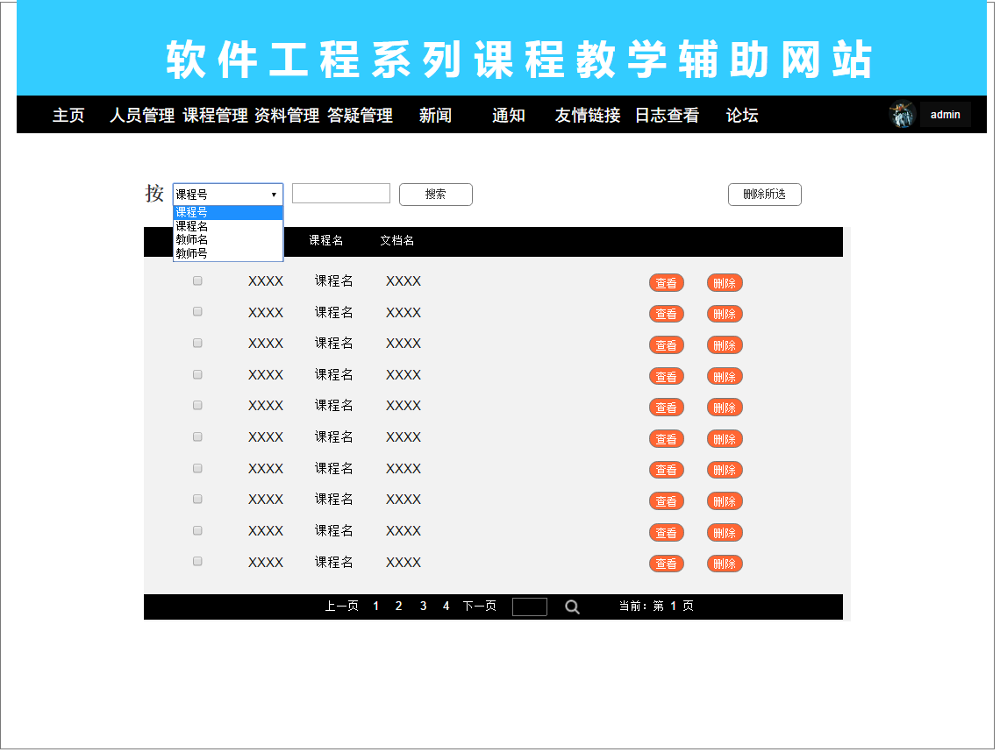 软件工程系列课程教学辅助网站
主页 人员管理 课程管理 资料管理 答疑管理 新闻 通知 友情链接 日志查看 论坛 admin
按 课程号 搜索 删除所选
课程号
课程名
教师名
教师号
课程名 文档名
XXXX 课程名 XXXX 查看 删除
XXXX 课程名 XXXX 查看 删除
XXXX 课程名 XXXX 查看 删除
XXXX 课程名 XXXX 查看 删除
XXXX 课程名 XXXX 查看 删除
XXXX 课程名 XXXX 查看 删除
XXXX 课程名 XXXX 查看 删除
XXXX 课程名 XXXX 查看 删除
XXXX 课程名 XXXX 查看 删除
XXXX 课程名 XXXX 查看 删除
上一页 1 2 3 4 下一页 当前：第 1 页